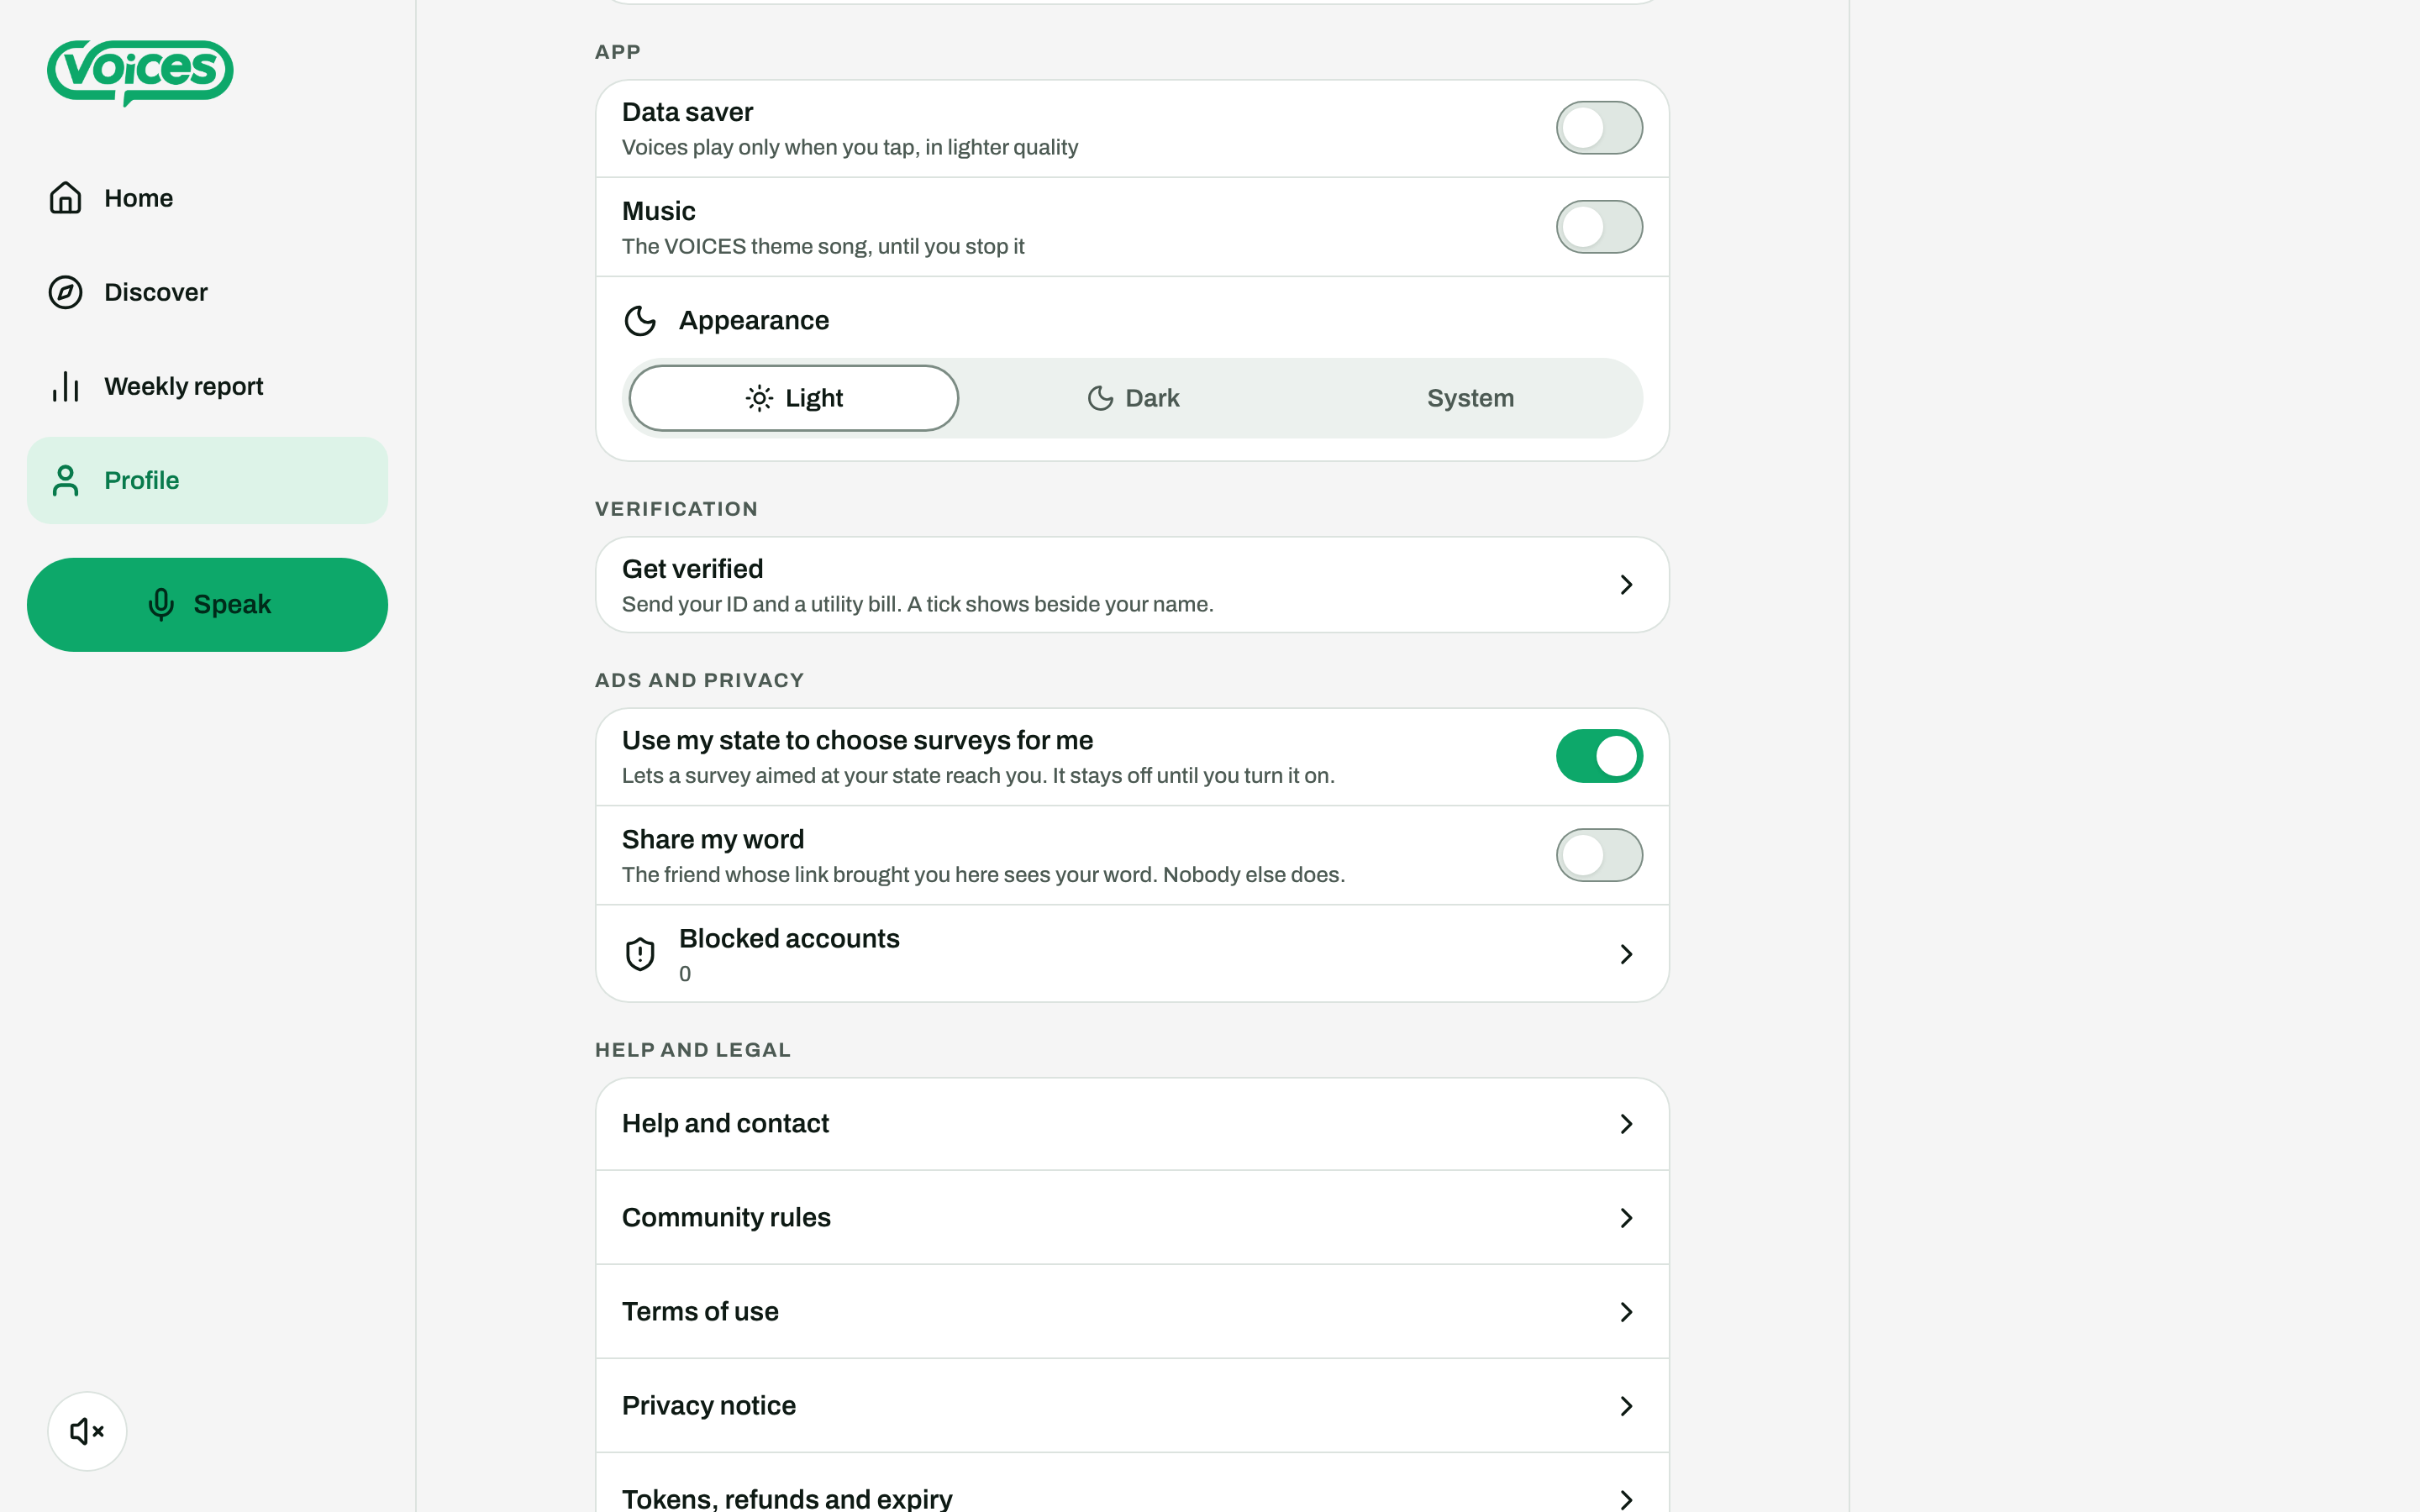 Voices
Home
Discover
Weekly report
Profile
Speak
APP
Data saver
Voices play only when you tap, in lighter quality
Music
The VOICES theme song, until you stop it
Appearance
Light
Dark
System
VERIFICATION
Get verified
Send your ID and a utility bill. A tick shows beside your name.
ADS AND PRIVACY
Use my state to choose surveys for me
Lets a survey aimed at your state reach you. It stays off until you turn it on.
Share my word
The friend whose link brought you here sees your word. Nobody else does.
Blocked accounts
0
HELP AND LEGAL
Help and contact
Community rules
Terms of use
Privacy notice
Tokens, refunds and expiry